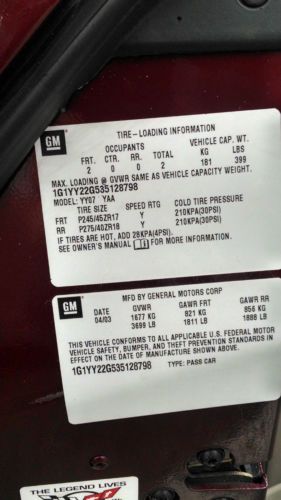 GM
TIRE-LOADING INFORMATION
OCCUPANTS VEHICLE CAP. WT.
FRT. CTR. RR. TOTAL KG LBS
2 0 0 2 181 399
MAX. LOADING @ GVWR SAME AS VEHICLE CAPACITY WEIGHT.
1G1YY22G535128798
MODEL: YY07 YAA
TIRE SIZE SPEED RTG COLD TIRE PRESSURE
FRT P245/45ZR17 Y 210KPA(30PSI)
RR P275/40ZR18 Y 210KPA(30PSI)
IF TIRES ARE HOT, ADD 28KPA(4PSI).
SEE OWNER'S MANUAL FOR MORE INFORMATION.
GM
MFD BY GENERAL MOTORS CORP
DATE GVWR GAWR FRT GAWR RR
04/03 1677 KG 821 KG 856 KG
3699 LB 1811 LB 1888 LB
THIS VEHICLE CONFORMS TO ALL APPLICABLE U.S. FEDERAL MOTOR
VEHICLE SAFETY, BUMPER, AND THEFT PREVENTION STANDARDS IN
EFFECT ON THE DATE OF MANUFACTURE SHOWN ABOVE.
1G1YY22G535128798 TYPE: PASS CAR
THE LEGEND LIVES